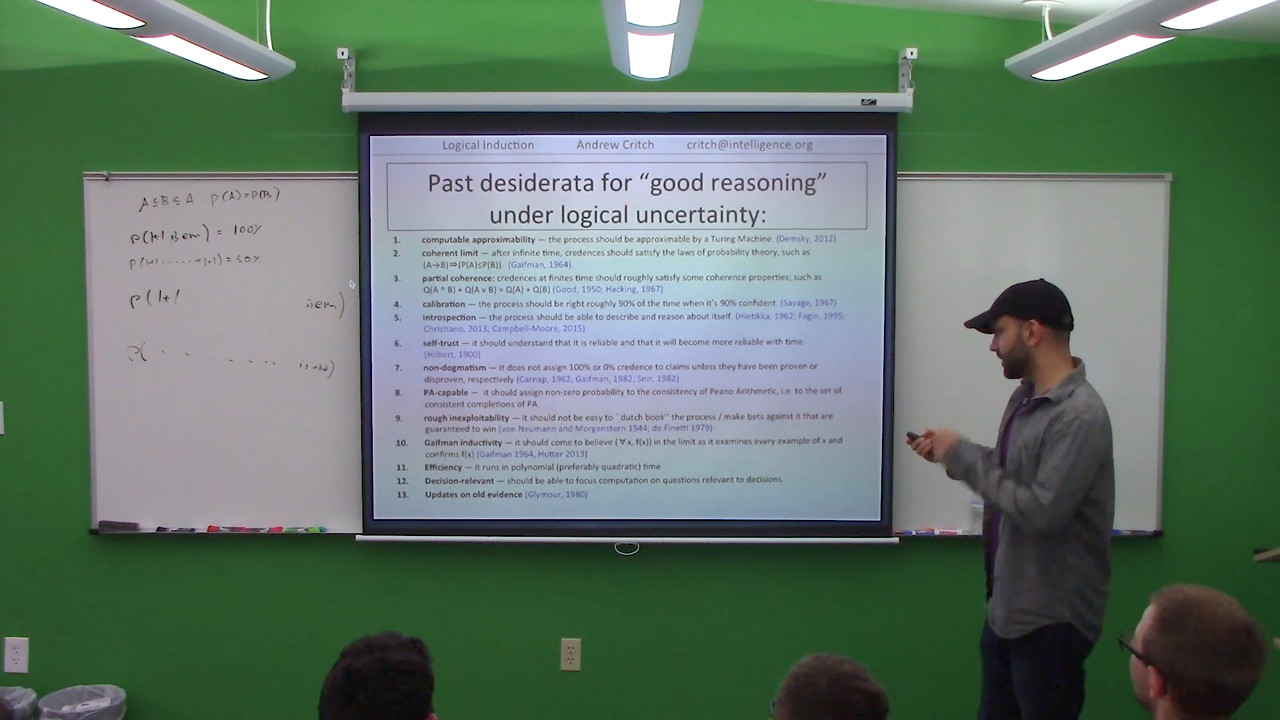 Logical Induction Andrew Critch critch@intelligence.org
Past desiderata for “good reasoning”
under logical uncertainty:
1. computable approximability — the process should be approximable by a Turing Machine. (Demsky, 2012)
2. coherent limit — after infinite time, credences should satisfy the laws of probability theory, such as
(A→B)⇒(P(A)≤P(B)). (Gaifman, 1964).
3. partial coherence: credences at finites time should roughly satisfy some coherence properties; such as
Q(A ^ B) + Q(A v B) ≈ Q(A) + Q(B) (Good, 1950; Hacking, 1967)
4. calibration — the process should be right roughly 90% of the time when it's 90% confident. (Savage, 1967)
5. introspection — the process should be able to describe and reason about itself. (Hintikka, 1962; Fagin, 1995;
Christiano, 2013; Campbell-Moore, 2015)
6. self-trust — it should understand that it is reliable and that it will become more reliable with time
(Hilbert, 1900)
7. non-dogmatism — it does not assign 100% or 0% credence to claims unless they have been proven or
disproven, respectively (Carnap, 1962; Gaifman, 1982; Snir, 1982)
8. PA-capable — it should assign non-zero probability to the consistency of Peano Arithmetic, i.e. to the set of
consistent completions of PA.
9. rough inexploitability — it should not be easy to ``dutch book'' the process / make bets against it that are
guaranteed to win (von Neumann and Morgenstern 1944; de Finetti 1979)
10. Gaifman inductivity — it should come to believe (∀ x, f(x)) in the limit as it examines every example of x and
confirms f(x) (Gaifman 1964, Hutter 2013)
11. Efficiency — it runs in polynomial (preferably quadratic) time
12. Decision-relevant — should be able to focus computation on questions relevant to decisions.
13. Updates on old evidence (Glymour, 1980)
A≤B≤A P(A)=P(B)
= 100%
= 50%
P(1+1
P(